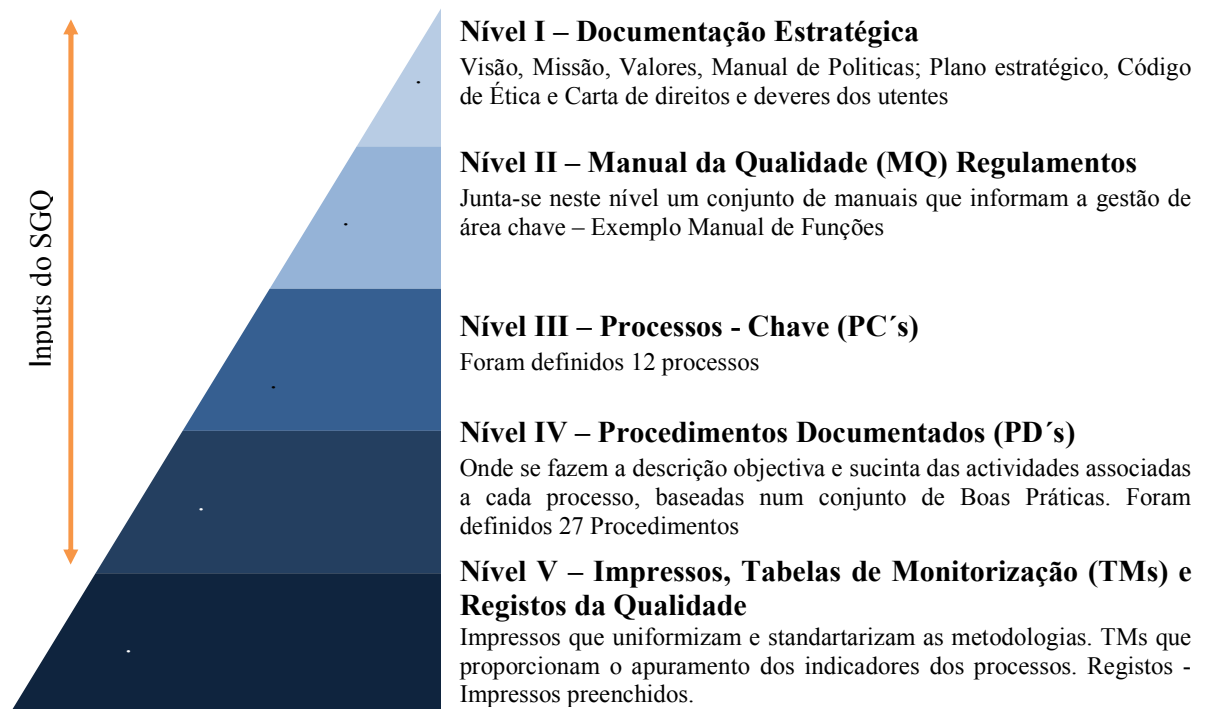 Inputs do SGQ
Nível I – Documentação Estratégica
Visão, Missão, Valores, Manual de Politicas; Plano estratégico, Código
de Ética e Carta de direitos e deveres dos utentes
Nível II – Manual da Qualidade (MQ) Regulamentos
Junta-se neste nível um conjunto de manuais que informam a gestão de
área chave – Exemplo Manual de Funções
Nível III – Processos - Chave (PC´s)
Foram definidos 12 processos
Nível IV – Procedimentos Documentados (PD´s)
Onde se fazem a descrição objectiva e sucinta das actividades associadas
a cada processo, baseadas num conjunto de Boas Práticas. Foram
definidos 27 Procedimentos
Nível V – Impressos, Tabelas de Monitorização (TMs) e
Registos da Qualidade
Impressos que uniformizam e standartarizam as metodologias. TMs que
proporcionam o apuramento dos indicadores dos processos. Registos -
Impressos preenchidos.